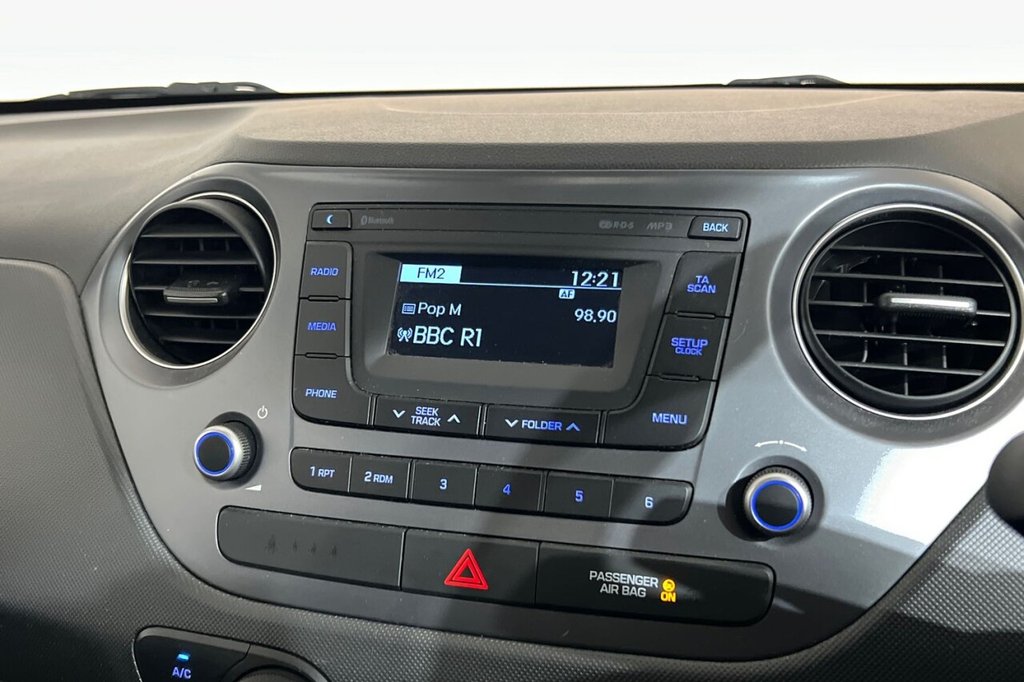 Bluetooth
R·D·S
MP3
BACK
RADIO
FM2
12:21
TA
SCAN
AF
Pop M
98.90
MEDIA
BBC R1
SETUP
CLOCK
PHONE
SEEK
TRACK
FOLDER
MENU
1 RPT
2 RDM
3
4
5
6
PASSENGER
AIR BAG
ON
A/C